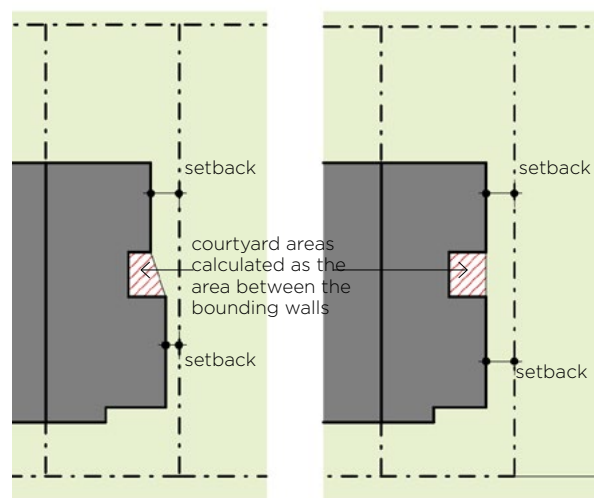 setback
setback
courtyard areas
calculated as the
area between the
bounding walls
setback
setback